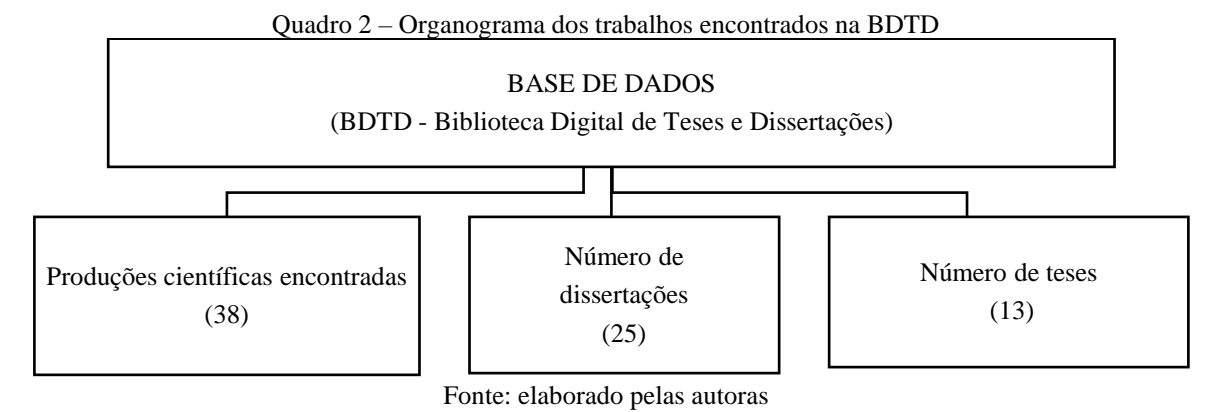 Quadro 2 – Organograma dos trabalhos encontrados na BDTD
BASE DE DADOS
(BDTD - Biblioteca Digital de Teses e Dissertações)
Produções científicas encontradas
(38)
Número de
dissertações
(25)
Número de teses
(13)
Fonte: elaborado pelas autoras